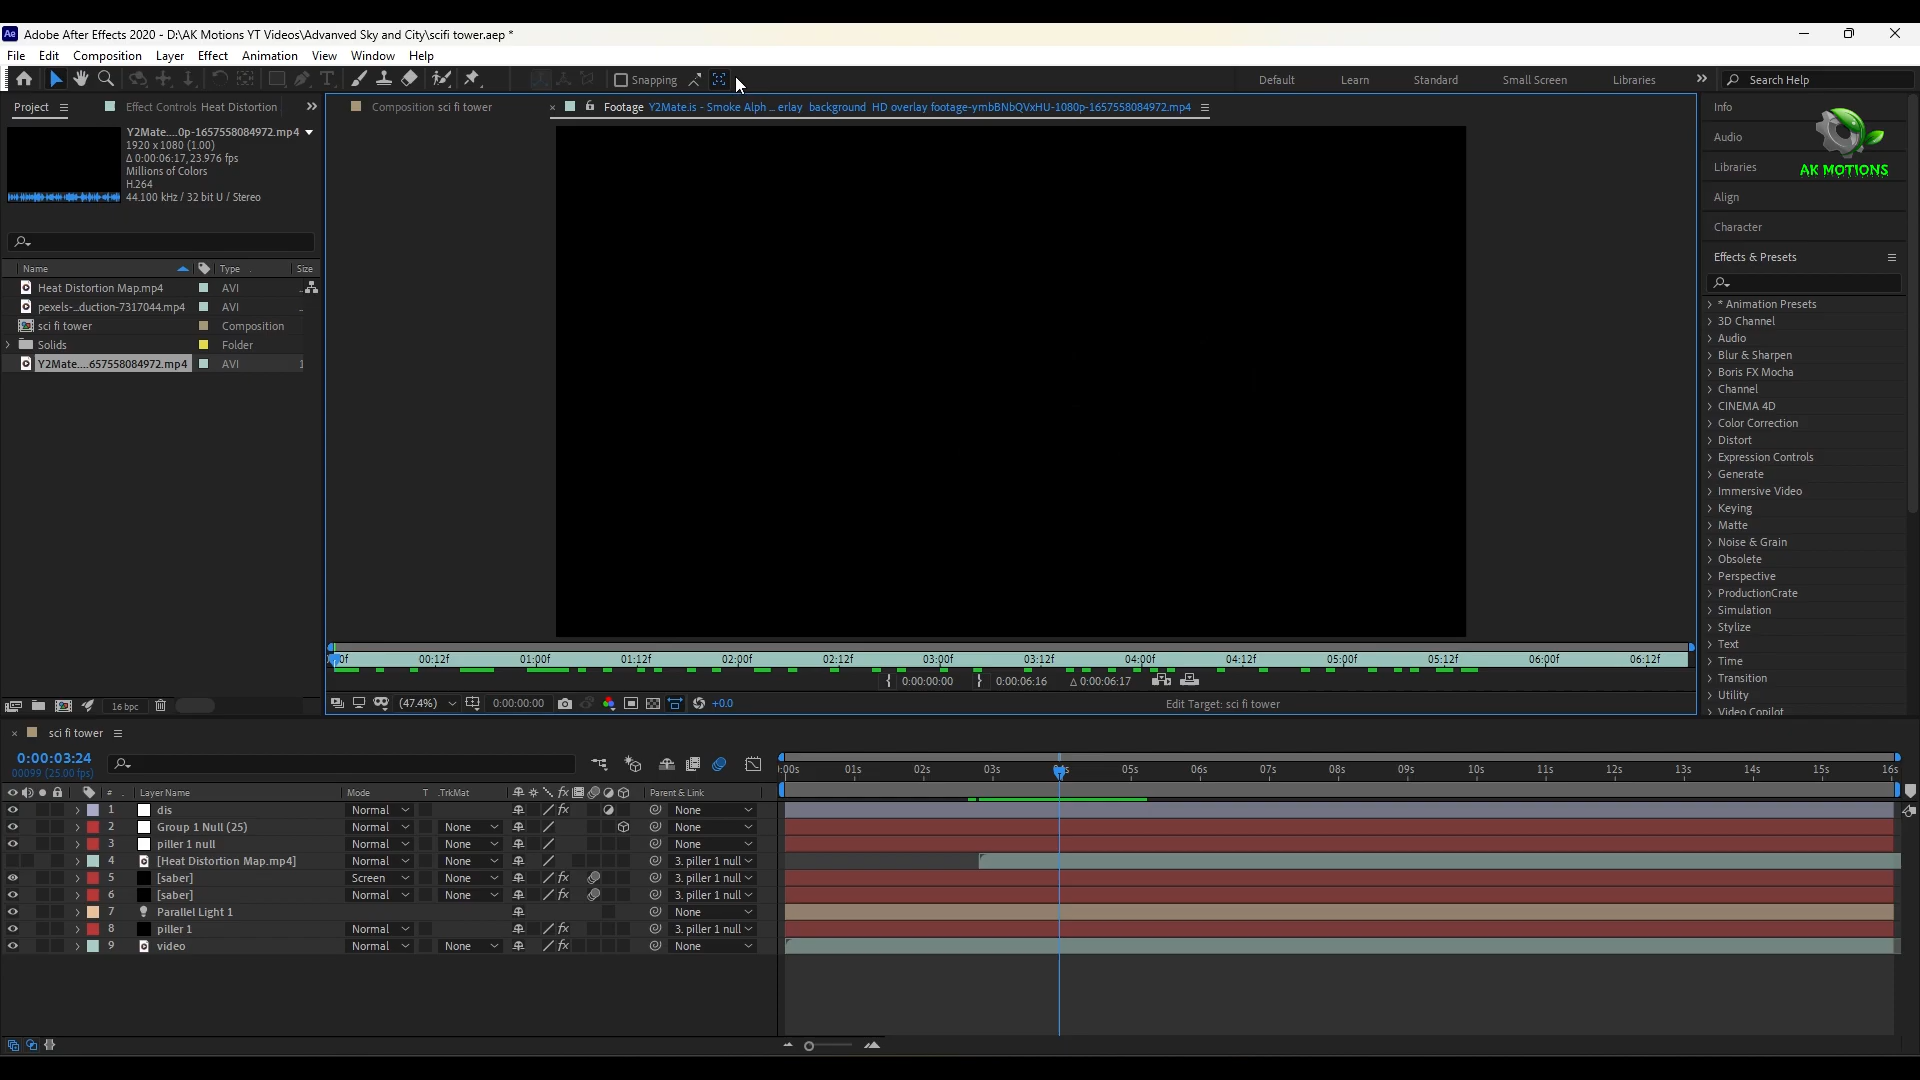 Ae Adobe After Effects 2020 - D:\AK Motions YT Videos\Advanved Sky and City\scifi tower.aep *
File Edit Composition Layer Effect Animation View Window Help
Snapping Default Learn Standard Small Screen Libraries Search Help
Project Effect Controls Heat Distortion
Composition sci fi tower
Footage Y2Mate.is - Smoke Alph ... erlay background HD overlay footage-ymbBNbQVxHU-1080p-1657558084972.mp4
Y2Mate....0p-1657558084972.mp4
1920 x 1080 (1.00)
Δ 0:00:06:17, 23.976 fps
Millions of Colors
H.264
44.100 kHz / 32 bit U / Stereo
Name Type Size
Heat Distortion Map.mp4 AVI
pexels-...duction-7317044.mp4 AVI
sci fi tower Composition
Solids Folder
Y2Mate....657558084972.mp4 AVI 1
16 bpc
00:12f 01:00f 01:12f 02:00f 02:12f 03:00f 03:12f 04:00f 04:12f 05:00f 05:12f 06:00f 06:12f
0:00:00:00 0:00:06:16 Δ 0:00:06:17
(47.4%) 0:00:00:00 +0.0 Edit Target: sci fi tower
Info
Audio
Libraries
Align
Character
AK MOTIONS
Effects & Presets
* Animation Presets
3D Channel
Audio
Blur & Sharpen
Boris FX Mocha
Channel
CINEMA 4D
Color Correction
Distort
Expression Controls
Generate
Immersive Video
Keying
Matte
Noise & Grain
Obsolete
Perspective
ProductionCrate
Simulation
Stylize
Text
Time
Transition
Utility
Video Copilot
sci fi tower
0:00:03:24
00099 (25.00 fps)
:00s 01s 02s 03s 04s 05s 06s 07s 08s 09s 10s 11s 12s 13s 14s 15s 16s
# Layer Name Mode T .TrkMat Parent & Link
1 dis Normal None
2 Group 1 Null (25) Normal None None
3 piller 1 null Normal None None
4 [Heat Distortion Map.mp4] Normal None 3. piller 1 null
5 [saber] Screen None 3. piller 1 null
6 [saber] Normal None 3. piller 1 null
7 Parallel Light 1 None
8 piller 1 Normal 3. piller 1 null
9 video Normal None None